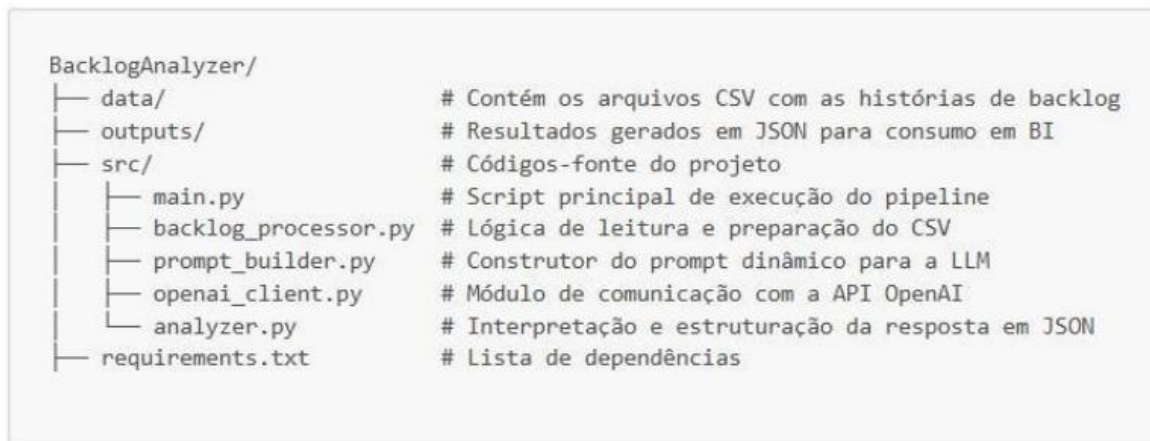 BacklogAnalyzer/
├── data/                    # Contém os arquivos CSV com as histórias de backlog
├── outputs/                 # Resultados gerados em JSON para consumo em BI
├── src/                     # Códigos-fonte do projeto
│   ├── main.py              # Script principal de execução do pipeline
│   ├── backlog_processor.py # Lógica de leitura e preparação do CSV
│   ├── prompt_builder.py    # Construtor do prompt dinâmico para a LLM
│   ├── openai_client.py     # Módulo de comunicação com a API OpenAI
│   └── analyzer.py          # Interpretação e estruturação da resposta em JSON
├── requirements.txt         # Lista de dependências